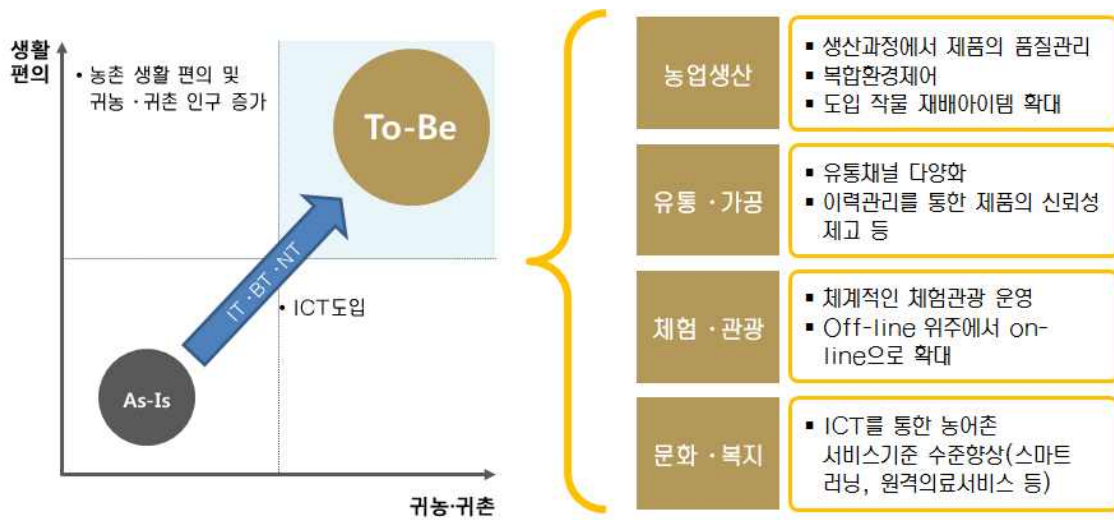 생활
편의
• 농촌 생활 편의 및
귀농·귀촌 인구 증가
To-Be
IT·BT·NT
• ICT도입
As-Is
귀농·귀촌
농업생산
▪ 생산과정에서 제품의 품질관리
▪ 복합환경제어
▪ 도입 작물 재배아이템 확대
유통·가공
▪ 유통채널 다양화
▪ 이력관리를 통한 제품의 신뢰성
제고 등
체험·관광
▪ 체계적인 체험관광 운영
▪ Off-line 위주에서 on-
line으로 확대
문화·복지
▪ ICT를 통한 농어촌
서비스기준 수준향상(스마트
러닝, 원격의료서비스 등)